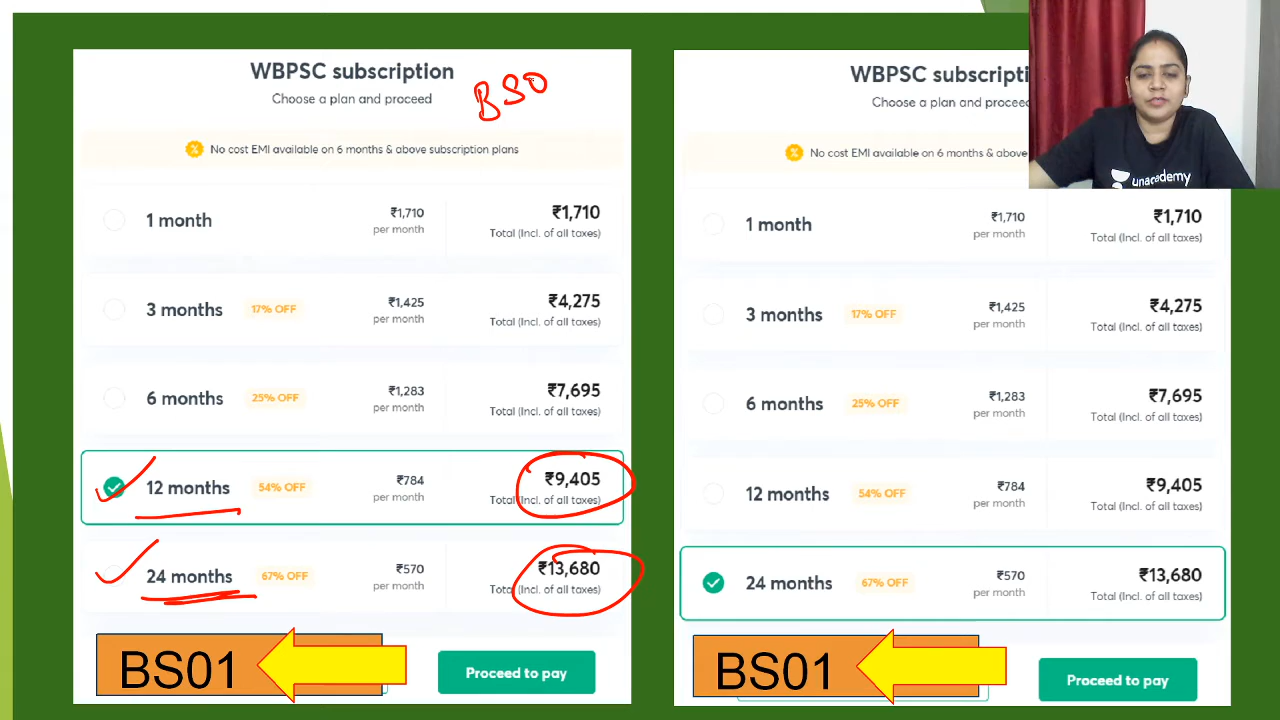 WBPSC subscription
BSO
Choose a plan and proceed
No cost EMI available on 6 months & above subscription plans
1 month ₹1,710 ₹1,710
per month Total (Incl. of all taxes)
3 months 17% OFF ₹1,425 ₹4,275
per month Total (Incl. of all taxes)
6 months 25% OFF ₹1,283 ₹7,695
per month Total (Incl. of all taxes)
12 months 54% OFF ₹784 ₹9,405
per month Total (Incl. of all taxes)
24 months 67% OFF ₹570 ₹13,680
per month Total (Incl. of all taxes)
BS01
Proceed to pay
WBPSC subscripti
Choose a plan and proceed
No cost EMI available on 6 months & above
unacademy
1 month ₹1,710 ₹1,710
per month Total (Incl. of all taxes)
3 months 17% OFF ₹1,425 ₹4,275
per month Total (Incl. of all taxes)
6 months 25% OFF ₹1,283 ₹7,695
per month Total (Incl. of all taxes)
12 months 54% OFF ₹784 ₹9,405
per month Total (Incl. of all taxes)
24 months 67% OFF ₹570 ₹13,680
per month Total (Incl. of all taxes)
BS01
Proceed to pay